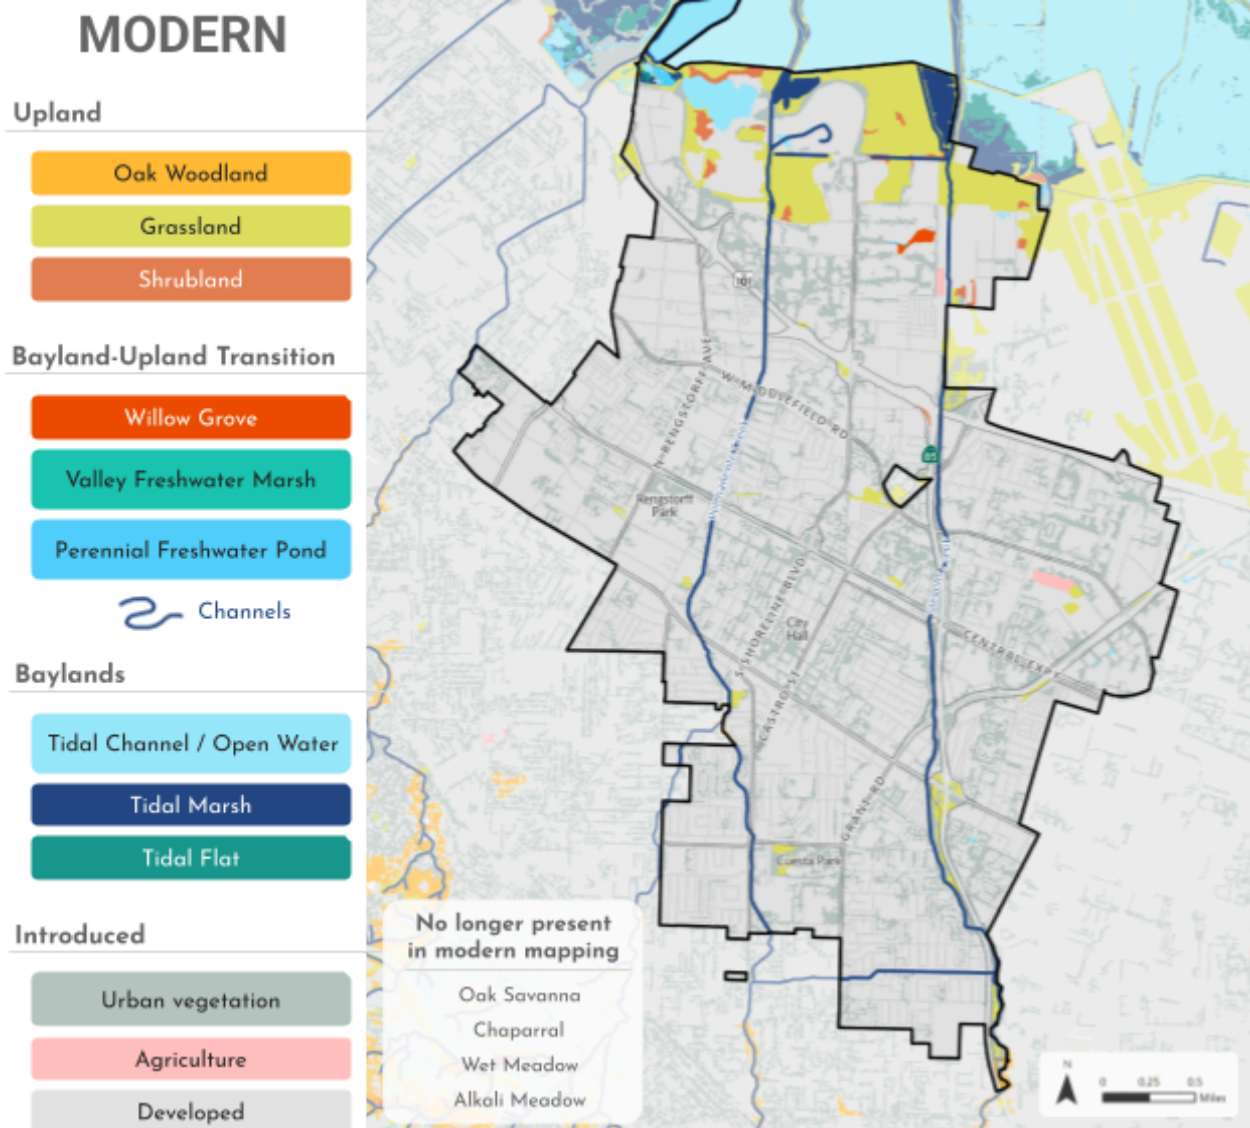 MODERN
Upland
Oak Woodland
Grassland
Shrubland
Bayland-Upland Transition
Willow Grove
Valley Freshwater Marsh
Perennial Freshwater Pond
Channels
Baylands
Tidal Channel / Open Water
Tidal Marsh
Tidal Flat
Introduced
Urban vegetation
Agriculture
Developed
101
N RENGSTORFF AVE
W MIDDLEFIELD RD
85
Rengstorff
Park
S SHORELINE BLVD
City
Hall
CENTRAL EXPY
CASTRO ST
GRANT RD
Cuesta Park
No longer present
in modern mapping
Oak Savanna
Chaparral
Wet Meadow
Alkali Meadow
N
0 0.25 0.5
Miles